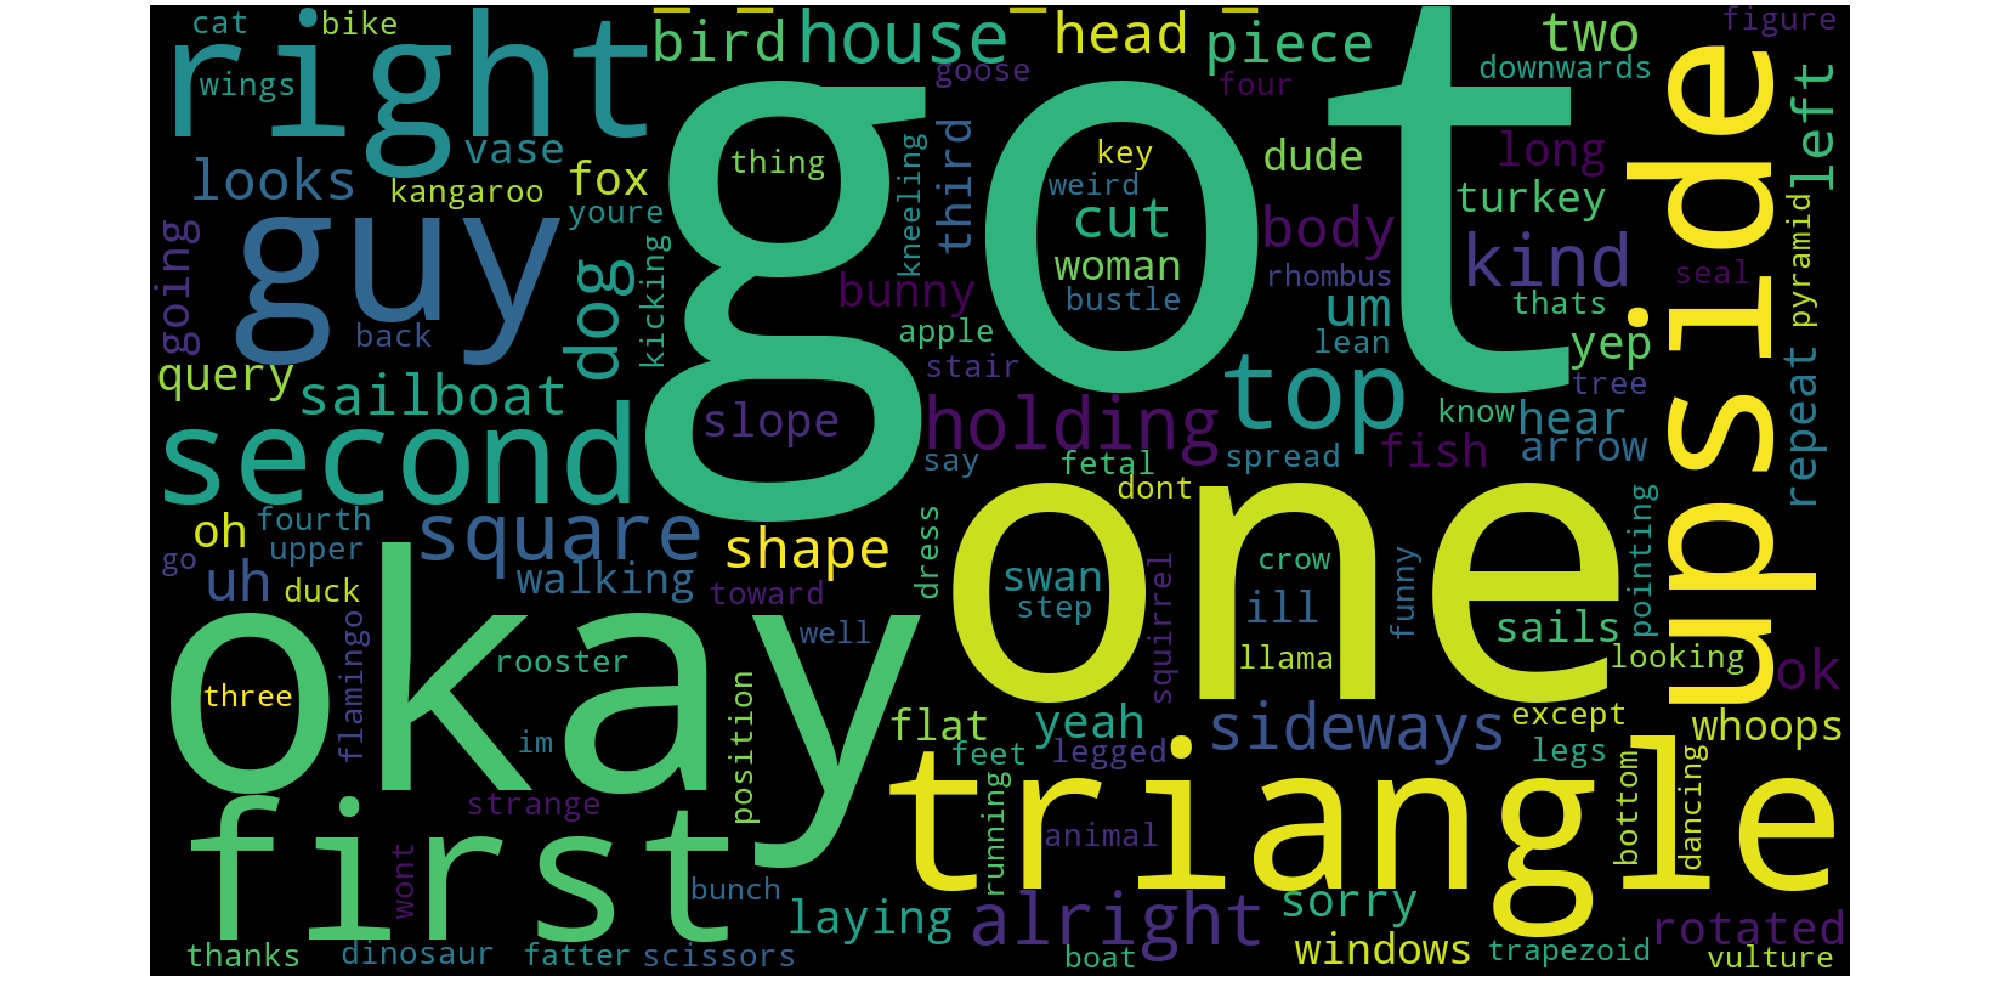 cat
bike
right
wings
bird
house
_ _ _ _
head
piece
two
figure
downwards
goose
four
got
upside
left
vase
looks
kangaroo
fox
thing
youre
third
kneeling
key
weird
cut
woman
bustle
dude
long
turkey
body
kind
rhombus
pyramid
seal
going
guy
dog
kicking
bunny
um
thats
back
apple
lean
yep
query
sailboat
stair
top
tree
repeat
second
slope
holding
know
hear
say
fetal
spread
fish
arrow
dont
oh
fourth
upper
square
shape
dress
one
pointing
go
uh
duck
walking
toward
swan
step
crow
squirrel
ill
funny
sails
okay
well
rooster
llama
looking
ok
three
flamingo
im
position
flat
yeah
sideways
except
whoops
feet
legged
legs
triangle
first
strange
running
animal
bottom
dancing
wont
bunch
laying
alright
sorry
rotated
thanks
dinosaur
fatter
scissors
boat
windows
trapezoid
vulture